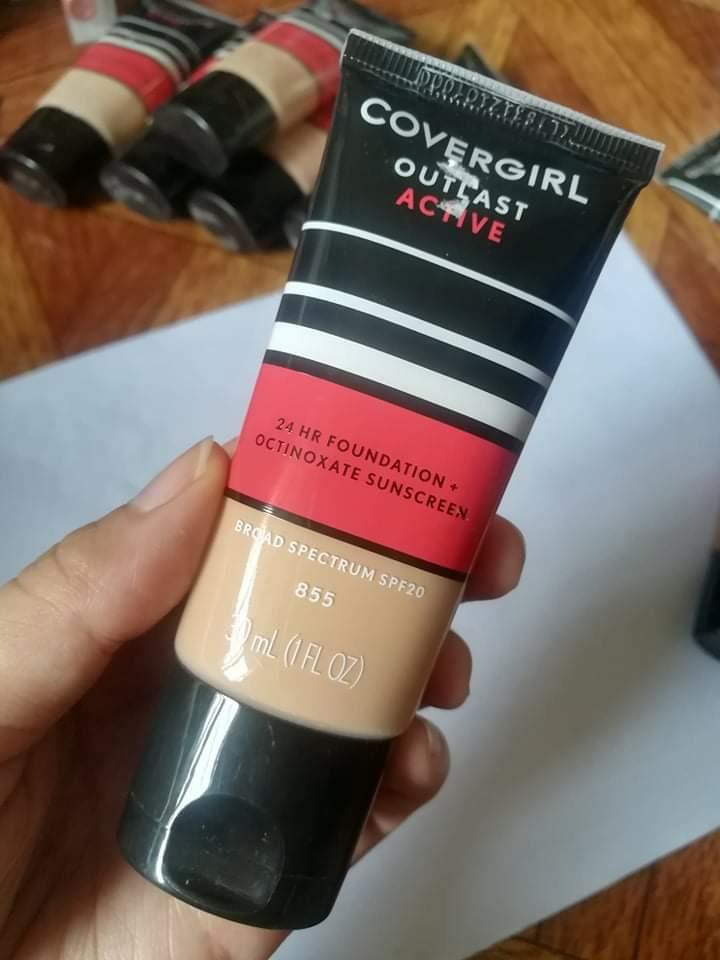 COVERGIRL
OUTLAST
ACTIVE
24 HR FOUNDATION +
OCTINOXATE SUNSCREEN
BROAD SPECTRUM SPF20
855
30 mL (1 FL OZ)